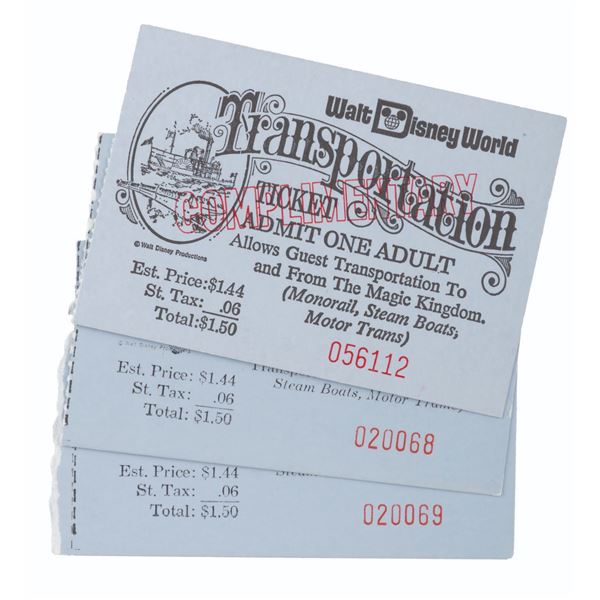 Walt Disney World
Transportation
TICKET
COMPLIMENTARY
ADMIT ONE ADULT
Allows Guest Transportation To
and From The Magic Kingdom.
(Monorail, Steam Boats,
Motor Trams)
© Walt Disney Productions
Est. Price: $1.44
St. Tax: .06
Total: $1.50
056112
© Walt Disney
Steam Boats, Motor Trams)
Est. Price: $1.44
St. Tax: .06
Total: $1.50
020068
Est. Price: $1.44
St. Tax: .06
Total: $1.50
020069